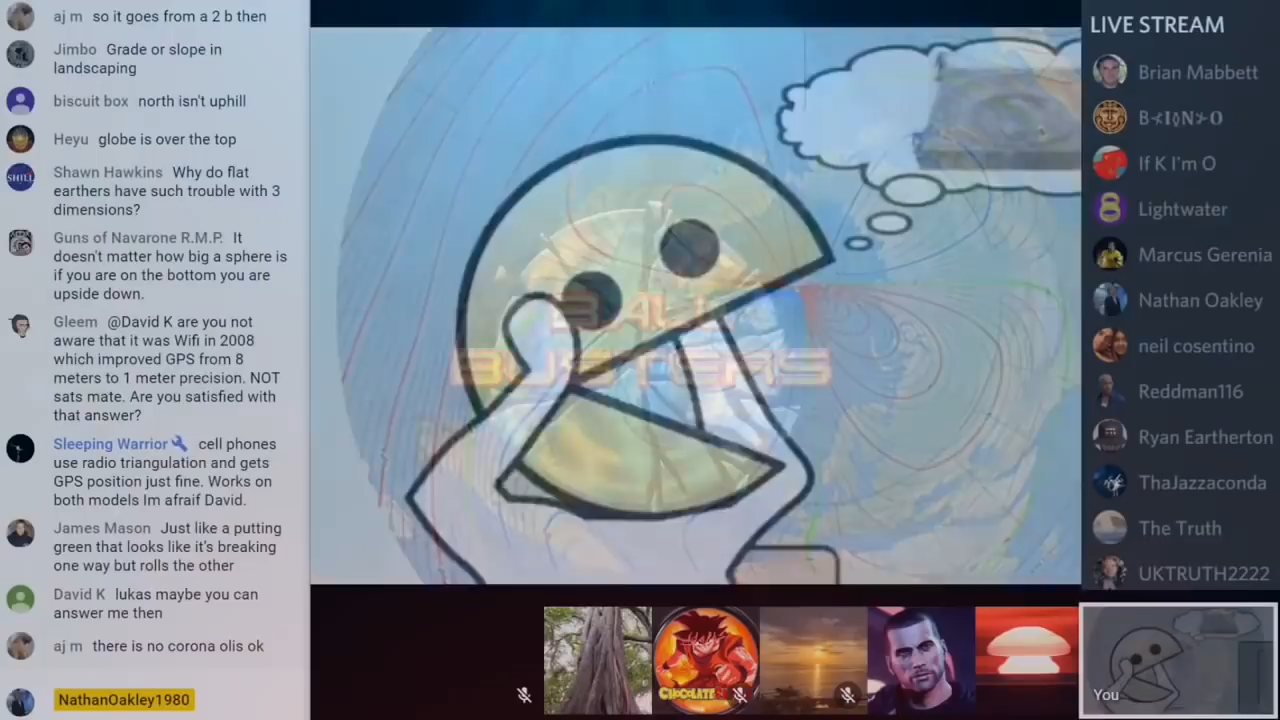 aj m so it goes from a 2 b then
Jimbo Grade or slope in
landscaping
biscuit box north isn't uphill
Heyu globe is over the top
SHILL
Shawn Hawkins Why do flat
earthers have such trouble with 3
dimensions?
Guns of Navarone R.M.P. It
doesn't matter how big a sphere is
if you are on the bottom you are
upside down.
Gleem @David K are you not
aware that it was Wifi in 2008
which improved GPS from 8
meters to 1 meter precision. NOT
sats mate. Are you satisfied with
that answer?
Sleeping Warrior cell phones
use radio triangulation and gets
GPS position just fine. Works on
both models Im afraif David.
James Mason Just like a putting
green that looks like it's breaking
one way but rolls the other
David K lukas maybe you can
answer me then
aj m there is no corona olis ok
NathanOakley1980
BALL
BUSTERS
LIVE STREAM
Brian Mabbett
B⊰I◊N⊱O
If K I'm O
Lightwater
Marcus Gerenia
Nathan Oakley
neil cosentino
Reddman116
Ryan Eartherton
ThaJazzaconda
The Truth
UKTRUTH2222
CHOCOLATE
You